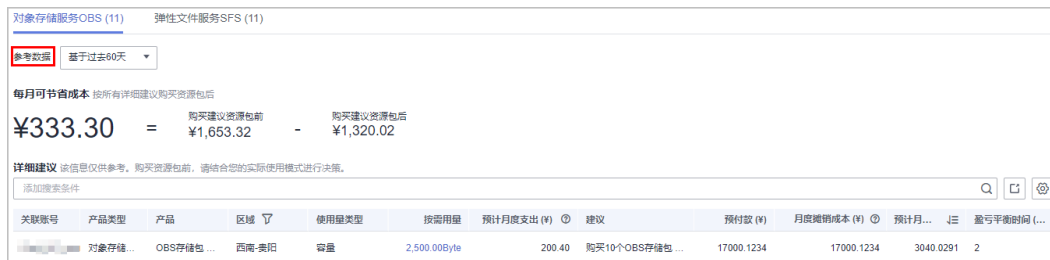 对象存储服务OBS (11) 弹性文件服务SFS (11)
参考数据 基于过去60天
每月可节省成本 按所有详细建议购买资源包后
购买建议资源包前 购买建议资源包后
¥333.30 = ¥1,653.32 - ¥1,320.02
详细建议 该信息仅供参考。购买资源包前，请结合您的实际使用模式进行决策。
添加搜索条件
关联账号 产品类型 产品 区域 使用量类型 按需用量 预计月度支出 (¥) 建议 预付款 (¥) 月度摊销成本 (¥) 预计月... 盈亏平衡时间 (...
对象存储... OBS存储包 ... 西南-贵阳 容量 2,500.00Byte 200.40 购买10个OBS存储包 ... 17000.1234 17000.1234 3040.0291 2